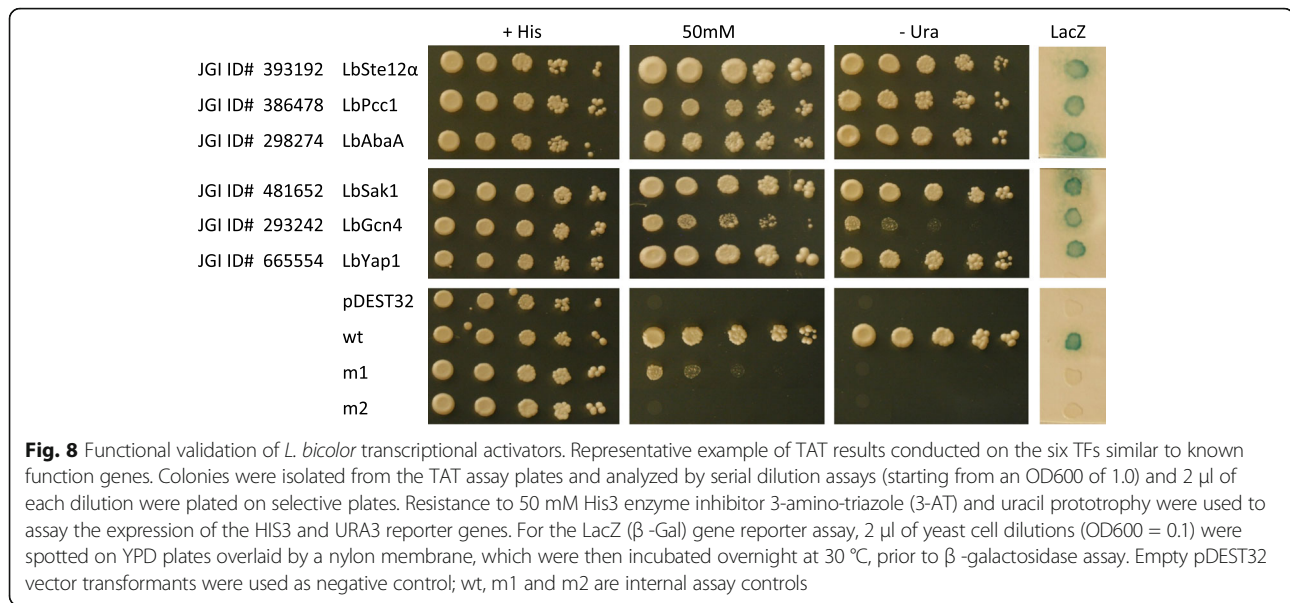 + His 50mM - Ura LacZ
JGI ID# 393192 LbSte12α
JGI ID# 386478 LbPcc1
JGI ID# 298274 LbAbaA
JGI ID# 481652 LbSak1
JGI ID# 293242 LbGcn4
JGI ID# 665554 LbYap1
pDEST32
wt
m1
m2
Fig. 8 Functional validation of L. bicolor transcriptional activators. Representative example of TAT results conducted on the six TFs similar to known
function genes. Colonies were isolated from the TAT assay plates and analyzed by serial dilution assays (starting from an OD600 of 1.0) and 2 μl of
each dilution were plated on selective plates. Resistance to 50 mM His3 enzyme inhibitor 3-amino-triazole (3-AT) and uracil prototrophy were used to
assay the expression of the HIS3 and URA3 reporter genes. For the LacZ (β -Gal) gene reporter assay, 2 μl of yeast cell dilutions (OD600 = 0.1) were
spotted on YPD plates overlaid by a nylon membrane, which were then incubated overnight at 30 °C, prior to β -galactosidase assay. Empty pDEST32
vector transformants were used as negative control; wt, m1 and m2 are internal assay controls